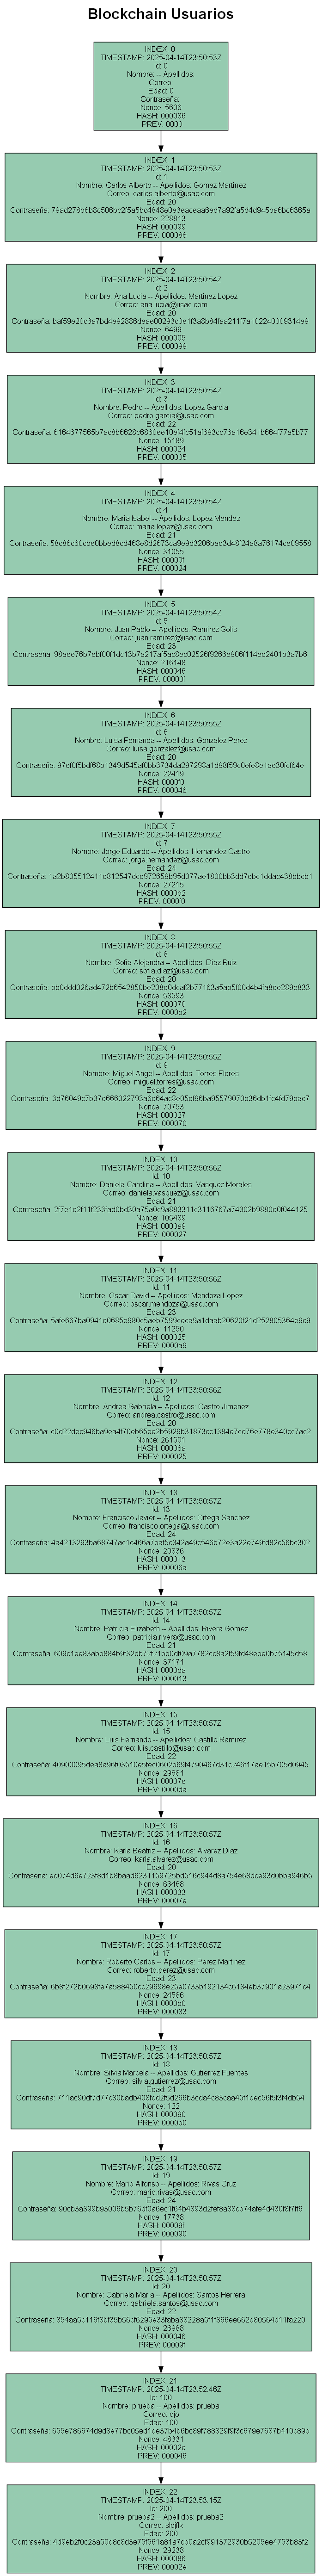 Blockchain Usuarios
INDEX: 0
TIMESTAMP: 2025-04-14T23:50:53Z
Id: 0
Nombre: -- Apellidos:
Correo:
Edad: 0
Contraseña:
Nonce: 5606
HASH: 000086
PREV: 0000
INDEX: 1
TIMESTAMP: 2025-04-14T23:50:53Z
Id: 1
Nombre: Carlos Alberto -- Apellidos: Gomez Martinez
Correo: carlos.alberto@usac.com
Edad: 20
Contraseña:
Nonce: 228813
HASH: 000099
PREV: 000086
INDEX: 2
TIMESTAMP: 2025-04-14T23:50:54Z
Id: 2
Nombre: Ana Lucia -- Apellidos: Martinez Lopez
Correo: ana.lucia@usac.com
Edad: 22
Contraseña:
Nonce: 6499
HASH: 000005
PREV: 000099
INDEX: 3
TIMESTAMP: 2025-04-14T23:50:54Z
Id: 3
Nombre: Pedro -- Apellidos: Lopez Garcia
Correo: pedro.garcia@usac.com
Edad: 22
Contraseña:
Nonce: 15189
HASH: 000024
PREV: 000005
INDEX: 4
TIMESTAMP: 2025-04-14T23:50:54Z
Id: 4
Nombre: Maria Isabel -- Apellidos: Lopez Mendez
Correo: maria.lopez@usac.com
Edad: 21
Contraseña:
Nonce: 31055
HASH: 00000f
PREV: 000024
INDEX: 5
TIMESTAMP: 2025-04-14T23:50:54Z
Id: 5
Nombre: Juan Pablo -- Apellidos: Ramirez Solis
Correo: juan.ramirez@usac.com
Edad: 23
Contraseña:
Nonce: 216148
HASH: 000046
PREV: 00000f
INDEX: 6
TIMESTAMP: 2025-04-14T23:50:55Z
Id: 6
Nombre: Luisa Fernanda -- Apellidos: Gonzalez Perez
Correo: luisa.gonzalez@usac.com
Edad: 20
Contraseña:
Nonce: 22419
HASH: 0000f0
PREV: 000046
INDEX: 7
TIMESTAMP: 2025-04-14T23:50:55Z
Id: 7
Nombre: Jorge Eduardo -- Apellidos: Hernandez Castro
Correo: jorge.hernandez@usac.com
Edad: 24
Contraseña:
Nonce: 27215
HASH: 0000b2
PREV: 0000f0
INDEX: 8
TIMESTAMP: 2025-04-14T23:50:55Z
Id: 8
Nombre: Sofia Alejandra -- Apellidos: Diaz Ruiz
Correo: sofia.diaz@usac.com
Edad: 20
Contraseña:
Nonce: 53593
HASH: 000070
PREV: 0000b2
INDEX: 9
TIMESTAMP: 2025-04-14T23:50:55Z
Id: 9
Nombre: Miguel Angel -- Apellidos: Torres Flores
Correo: miguel.torres@usac.com
Edad: 22
Contraseña:
Nonce: 70753
HASH: 000027
PREV: 000070
INDEX: 10
TIMESTAMP: 2025-04-14T23:50:56Z
Id: 10
Nombre: Daniela Carolina -- Apellidos: Vasquez Morales
Correo: daniela.vasquez@usac.com
Edad: 21
Contraseña:
Nonce: 105489
HASH: 0000a9
PREV: 000027
INDEX: 11
TIMESTAMP: 2025-04-14T23:50:56Z
Id: 11
Nombre: Oscar David -- Apellidos: Mendoza Lopez
Correo: oscar.mendoza@usac.com
Edad: 23
Contraseña:
Nonce: 11250
HASH: 000025
PREV: 0000a9
INDEX: 12
TIMESTAMP: 2025-04-14T23:50:56Z
Id: 12
Nombre: Andrea Gabriela -- Apellidos: Castro Jimenez
Correo: andrea.castro@usac.com
Edad: 20
Contraseña:
Nonce: 261501
HASH: 00006a
PREV: 000025
INDEX: 13
TIMESTAMP: 2025-04-14T23:50:57Z
Id: 13
Nombre: Francisco Javier -- Apellidos: Ortega Sanchez
Correo: francisco.ortega@usac.com
Edad: 24
Contraseña:
Nonce: 20836
HASH: 000013
PREV: 00006a
INDEX: 14
TIMESTAMP: 2025-04-14T23:50:57Z
Id: 14
Nombre: Patricia Elizabeth -- Apellidos: Rivera Gomez
Correo: patricia.rivera@usac.com
Edad: 21
Contraseña:
Nonce: 37174
HASH: 0000da
PREV: 000013
INDEX: 15
TIMESTAMP: 2025-04-14T23:50:57Z
Id: 15
Nombre: Luis Fernando -- Apellidos: Castillo Ramirez
Correo: luis.castillo@usac.com
Edad: 22
Contraseña:
Nonce: 29684
HASH: 00007e
PREV: 0000da
INDEX: 16
TIMESTAMP: 2025-04-14T23:50:57Z
Id: 16
Nombre: Karla Beatriz -- Apellidos: Alvarez Diaz
Correo: karla.alvarez@usac.com
Edad: 20
Contraseña:
Nonce: 63468
HASH: 000033
PREV: 00007e
INDEX: 17
TIMESTAMP: 2025-04-14T23:50:57Z
Id: 17
Nombre: Roberto Carlos -- Apellidos: Perez Martinez
Correo: roberto.perez@usac.com
Edad: 23
Contraseña:
Nonce: 24586
HASH: 0000b0
PREV: 000033
INDEX: 18
TIMESTAMP: 2025-04-14T23:50:57Z
Id: 18
Nombre: Silvia Marcela -- Apellidos: Gutierrez Fuentes
Correo: silvia.gutierrez@usac.com
Edad: 21
Contraseña:
Nonce: 122
HASH: 000090
PREV: 0000b0
INDEX: 19
TIMESTAMP: 2025-04-14T23:50:57Z
Id: 19
Nombre: Mario Alfonso -- Apellidos: Rivas Cruz
Correo: mario.rivas@usac.com
Edad: 24
Contraseña:
Nonce: 17738
HASH: 00009f
PREV: 000090
INDEX: 20
TIMESTAMP: 2025-04-14T23:50:57Z
Id: 20
Nombre: Gabriela Maria -- Apellidos: Santos Herrera
Correo: gabriela.santos@usac.com
Edad: 22
Contraseña:
Nonce: 26988
HASH: 000046
PREV: 00009f
INDEX: 21
TIMESTAMP: 2025-04-14T23:52:46Z
Id: 100
Nombre: prueba -- Apellidos: prueba
Correo: djo
Edad: 100
Contraseña:
Nonce: 48331
HASH: 00002e
PREV: 000046
INDEX: 22
TIMESTAMP: 2025-04-14T23:53:15Z
Id: 200
Nombre: prueba2 -- Apellidos: prueba2
Correo:
Edad: 200
Contraseña:
Nonce: 29238
HASH: 000086
PREV: 00002e